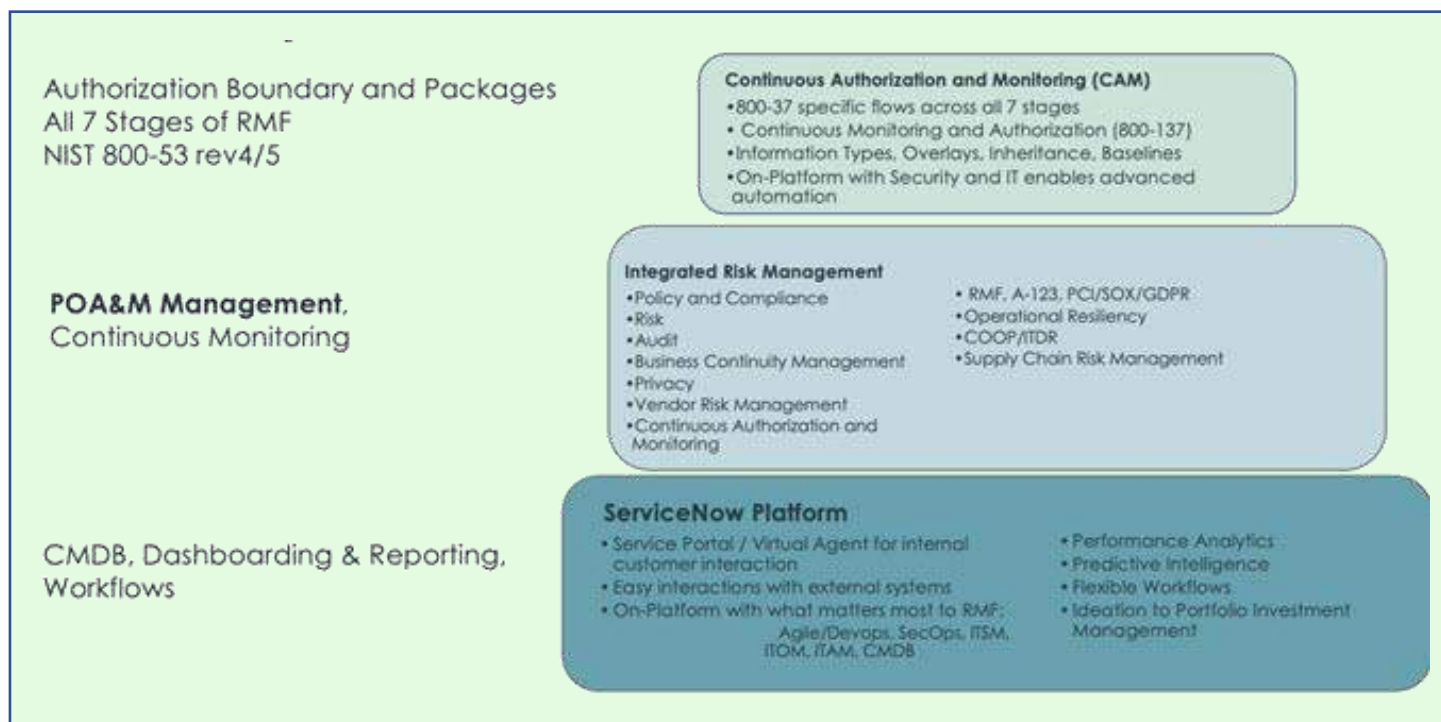 Authorization Boundary and Packages
All 7 Stages of RMF
NIST 800-53 rev4/5
Continuous Authorization and Monitoring (CAM)
•800-37 specific flows across all 7 stages
• Continuous Monitoring and Authorization (800-137)
•Information Types, Overlays, Inheritance, Baselines
•On-Platform with Security and IT enables advanced
automation
POA&M Management,
Continuous Monitoring
Integrated Risk Management
•Policy and Compliance
•Risk
•Audit
•Business Continuity Management
•Privacy
•Vendor Risk Management
•Continuous Authorization and
Monitoring
• RMF, A-123, PCI/SOX/GDPR
•Operational Resiliency
•COOP/ITDR
•Supply Chain Risk Management
CMDB, Dashboarding & Reporting,
Workflows
ServiceNow Platform
• Service Portal / Virtual Agent for internal
customer interaction
• Easy interactions with external systems
• On-Platform with what matters most to RMF:
Agile/Devops, SecOps, ITSM,
ITOM, ITAM, CMDB
• Performance Analytics
• Predictive Intelligence
• Flexible Workflows
• Ideation to Portfolio Investment
Management